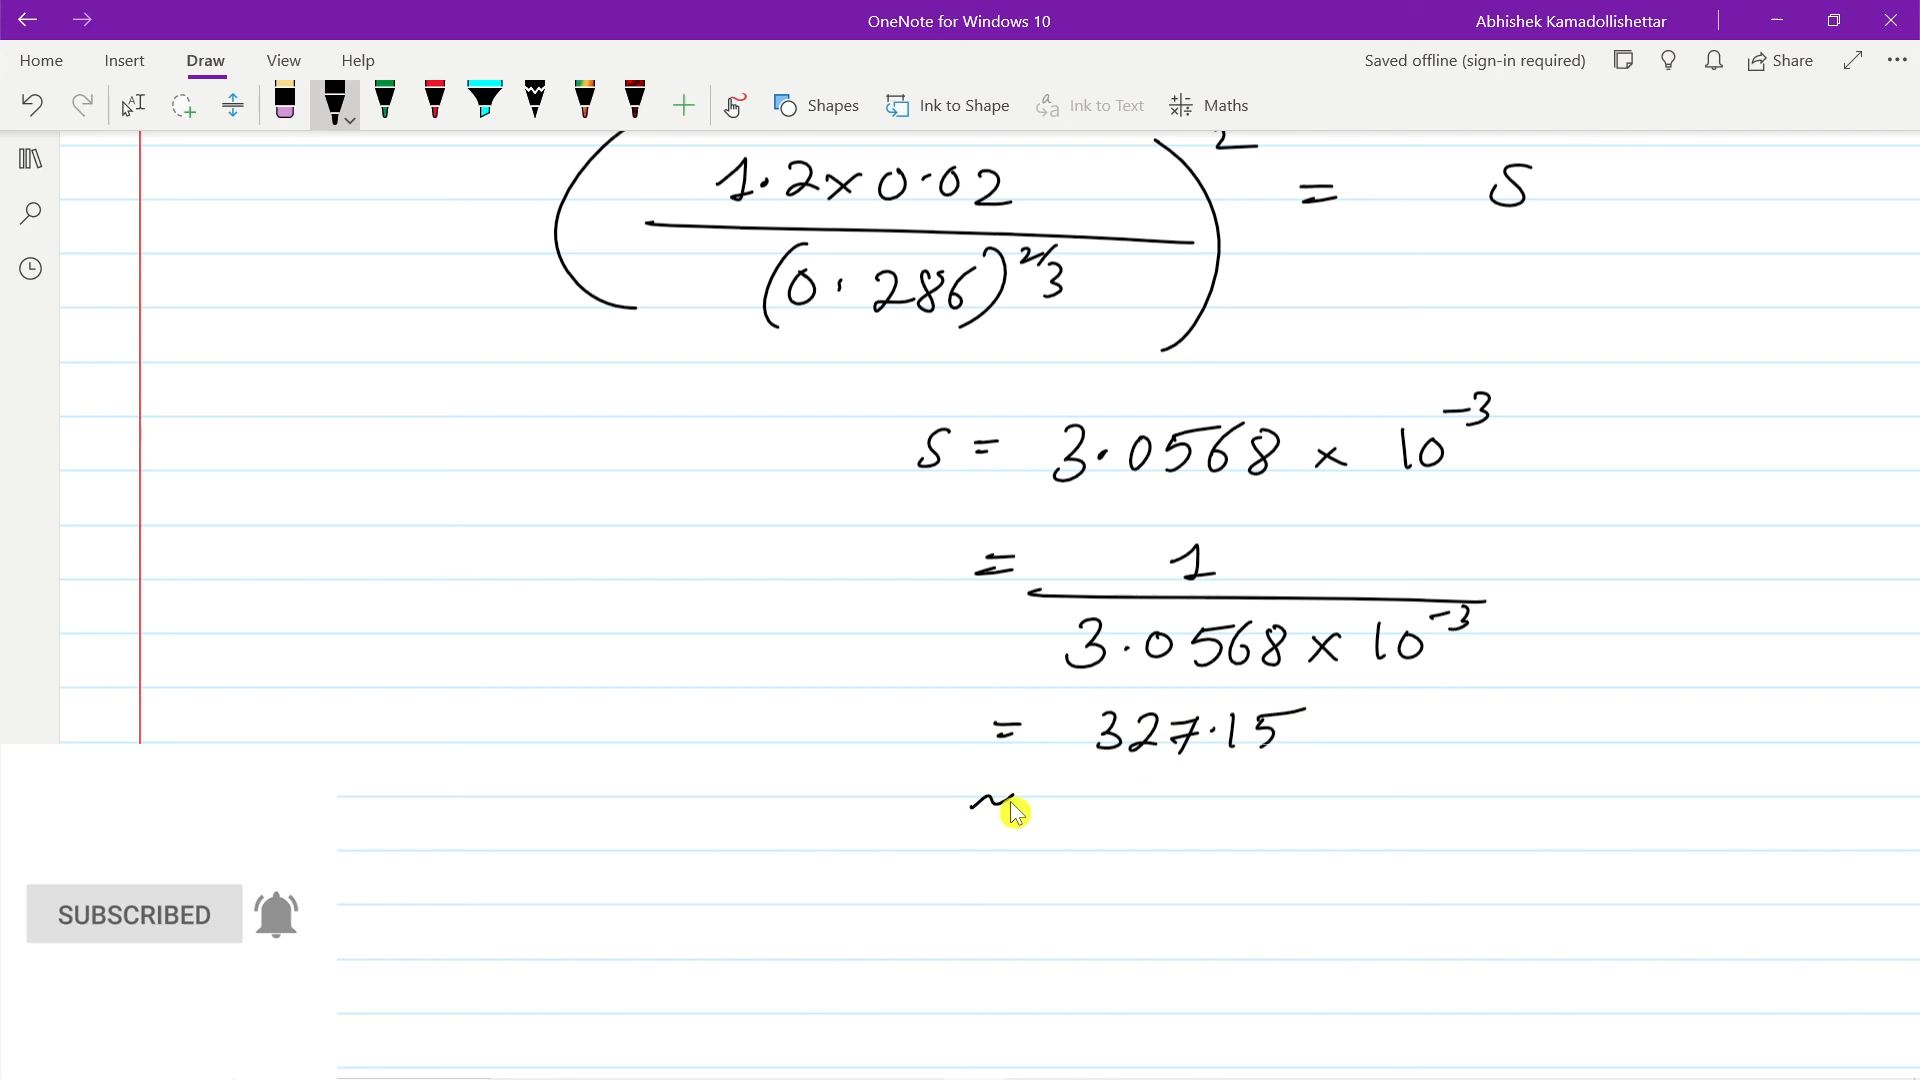 OneNote for Windows 10
Abhishek Kamadollishettar
Home Insert Draw View Help
Saved offline (sign-in required) Share
Shapes Ink to Shape Ink to Text Maths
(1.2 x 0.02 / (0.286)^2/3)^2 = S
S = 3.0568 x 10^-3
= 1 / 3.0568 x 10^-3
= 327.15
~
SUBSCRIBED